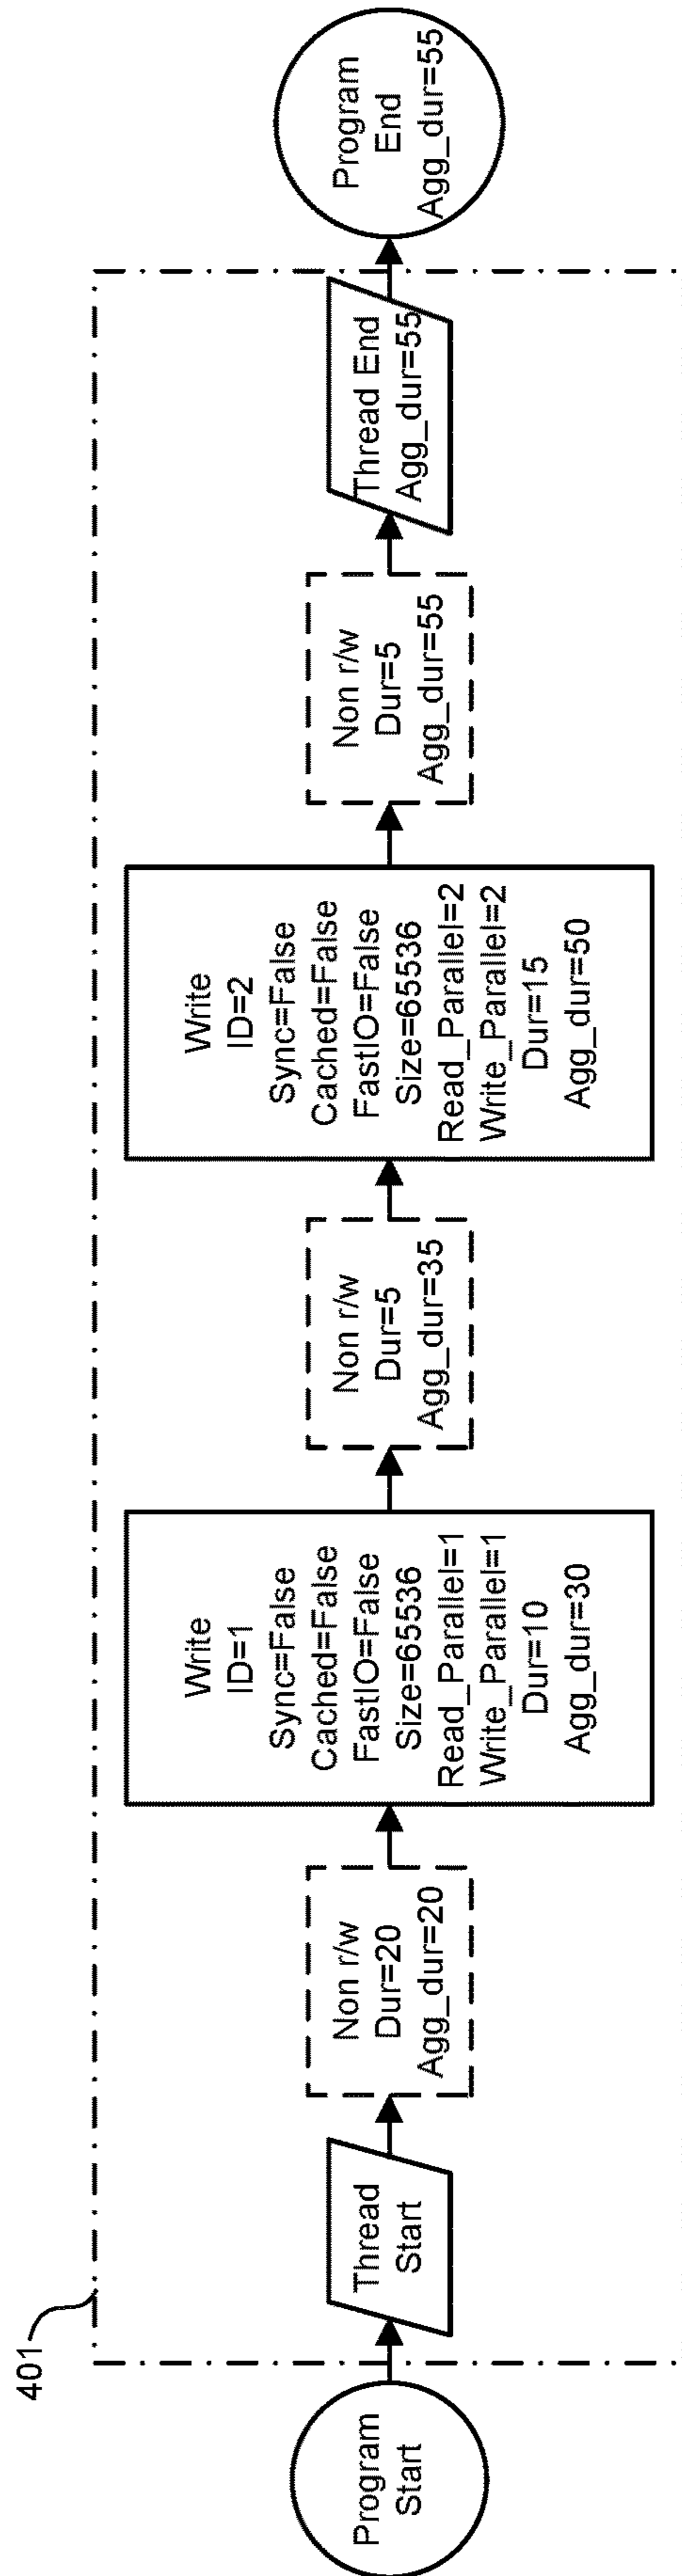 401
Program
Start
Thread
Start
Non r/w
Dur=20
Agg_dur=20
Write
ID=1
Sync=False
Cached=False
FastIO=False
Size=65536
Read_Parallel=1
Write_Parallel=1
Dur=10
Agg_dur=30
Non r/w
Dur=5
Agg_dur=35
Write
ID=2
Sync=False
Cached=False
FastIO=False
Size=65536
Read_Parallel=2
Write_Parallel=2
Dur=15
Agg_dur=50
Non r/w
Dur=5
Agg_dur=55
Thread End
Agg_dur=55
Program
End
Agg_dur=55